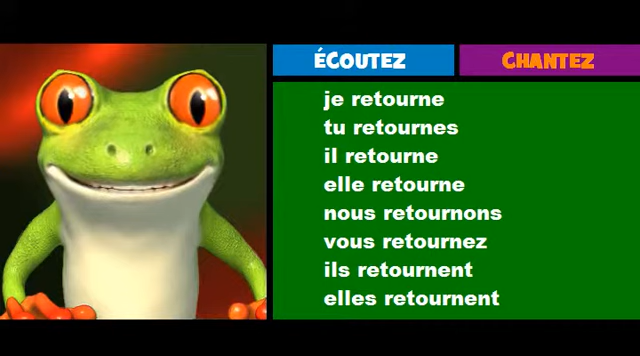 ÉCOUTEZ
CHANTEZ
je retourne
tu retournes
il retourne
elle retourne
nous retournons
vous retournez
ils retournent
elles retournent